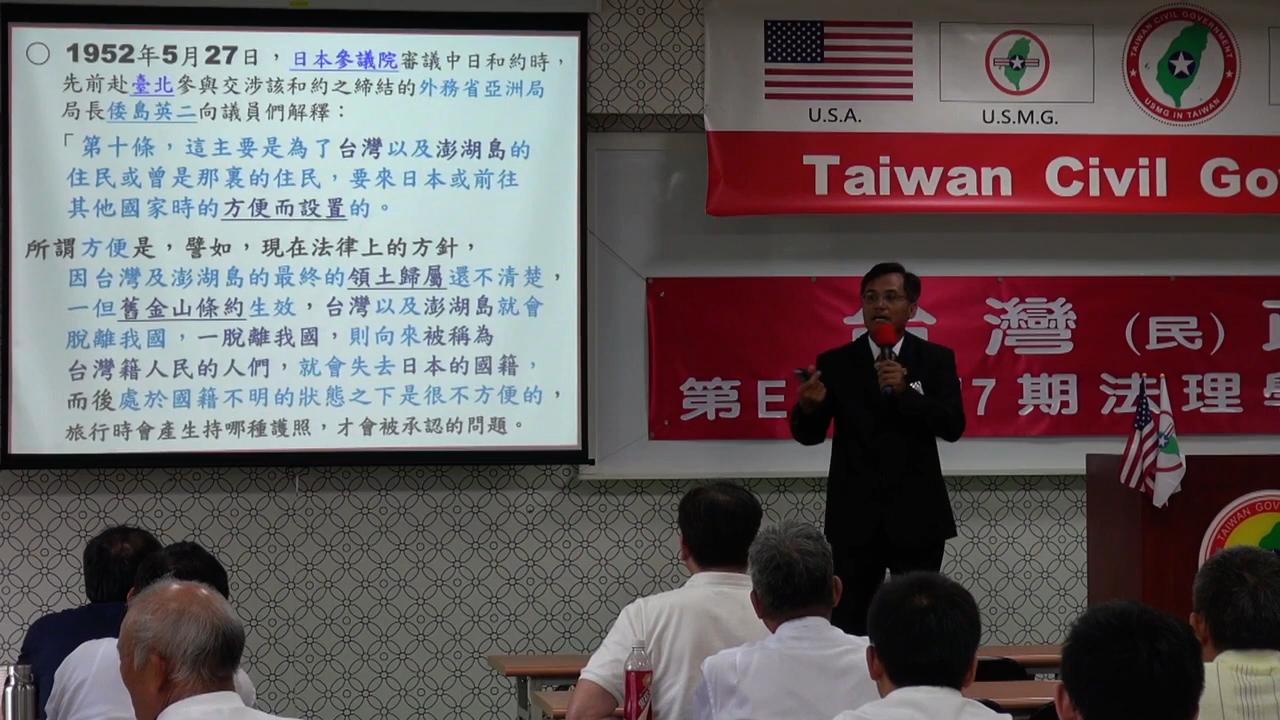 ○ 1952年5月27日，日本參議院審議中日和約時，
先前赴臺北參與交涉該和約之締結的外務省亞洲局
局長倭島英二向議員們解釋：
「第十條，這主要是為了台灣以及澎湖島的
住民或曾是那裏的住民，要來日本或前往
其他國家時的方便而設置的。
所謂方便是，譬如，現在法律上的方針，
因台灣及澎湖島的最終的領土歸屬還不清楚，
一但舊金山條約生效，台灣以及澎湖島就會
脫離我國，一脫離我國，則向來被稱為
台灣籍人民的人們，就會失去日本的國籍，
而後處於國籍不明的狀態之下是很不方便的，
旅行時會產生持哪種護照，才會被承認的問題。
U.S.A.
U.S.M.G.
TAIWAN CIVIL GOVERNMENT
USMG IN TAIWAN
Taiwan Civil Go
台灣（民）
第E 7期法理學
TAIWAN GOV